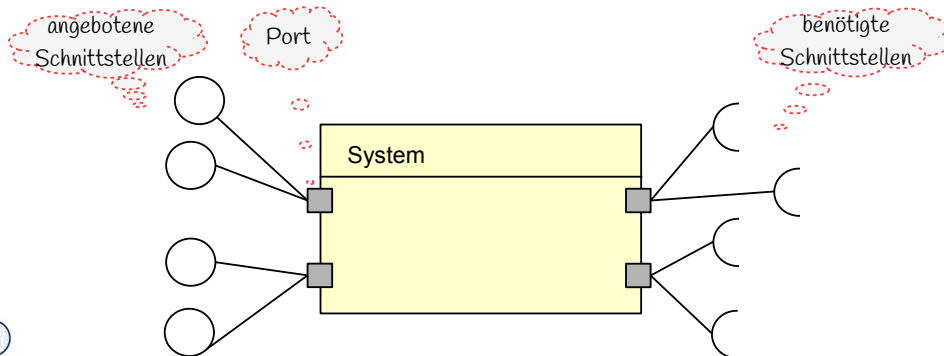 angebotene
Schnittstellen
Port
benötigte
Schnittstellen
System